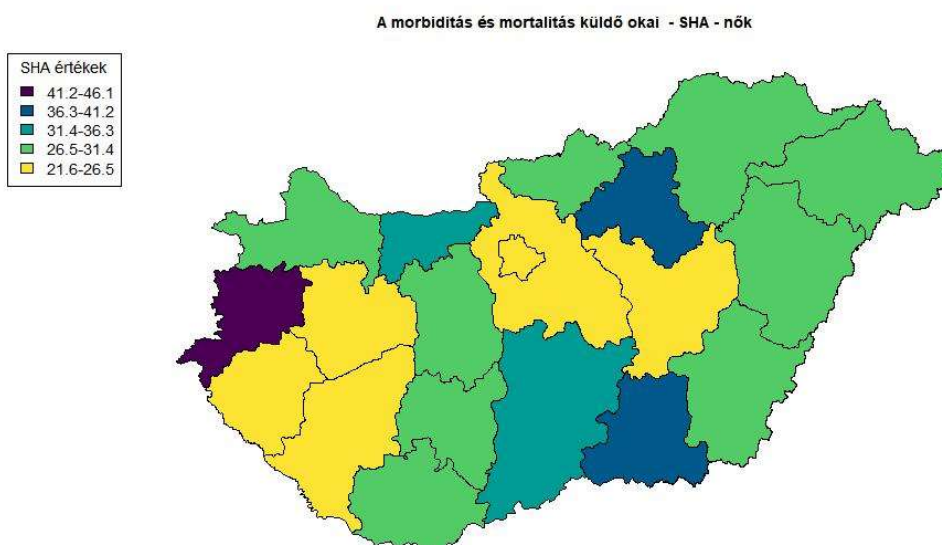 A morbiditás és mortalitás küldő okai - SHA - nők
SHA értékek
41.2-46.1
36.3-41.2
31.4-36.3
26.5-31.4
21.6-26.5